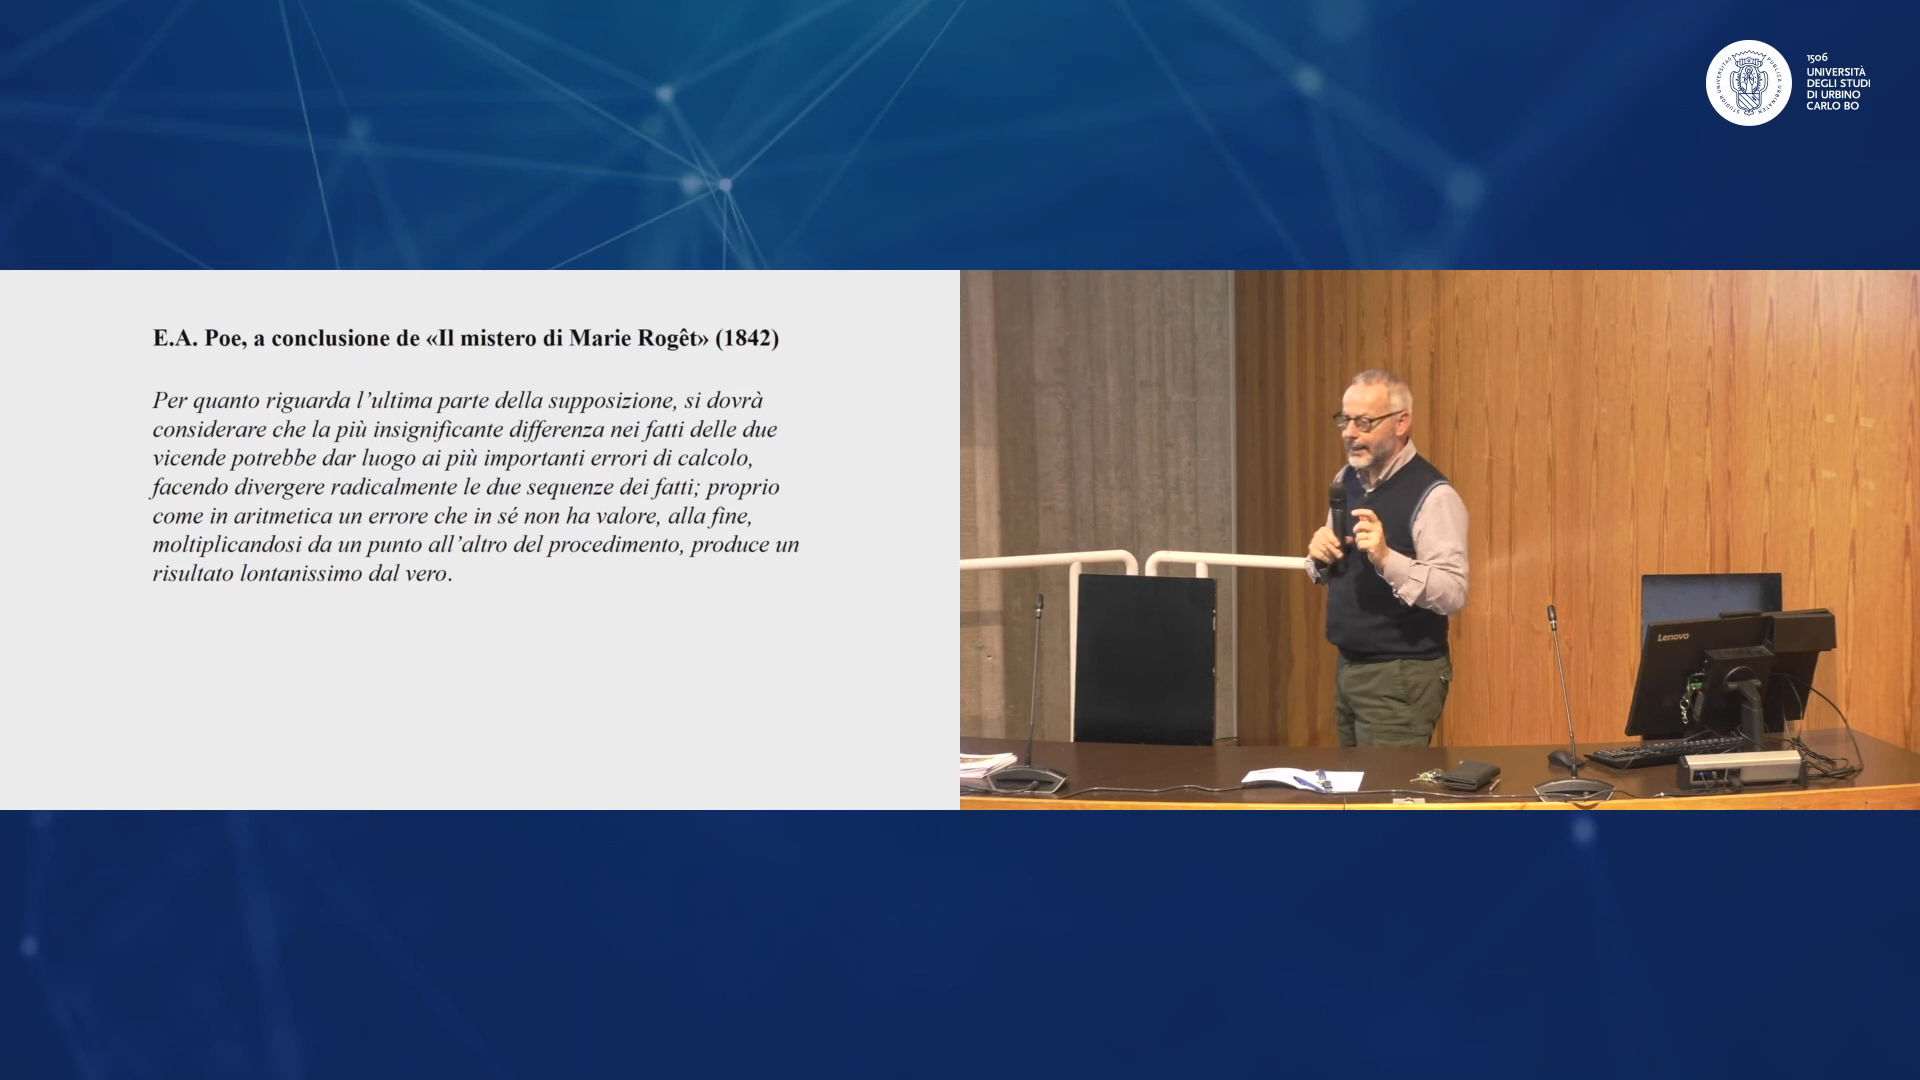 1506
UNIVERSITÀ
DEGLI STUDI
DI URBINO
CARLO BO
E.A. Poe, a conclusione de «Il mistero di Marie Rogêt» (1842)
Per quanto riguarda l’ultima parte della supposizione, si dovrà
considerare che la più insignificante differenza nei fatti delle due
vicende potrebbe dar luogo ai più importanti errori di calcolo,
facendo divergere radicalmente le due sequenze dei fatti; proprio
come in aritmetica un errore che in sé non ha valore, alla fine,
moltiplicandosi da un punto all’altro del procedimento, produce un
risultato lontanissimo dal vero.
Lenovo